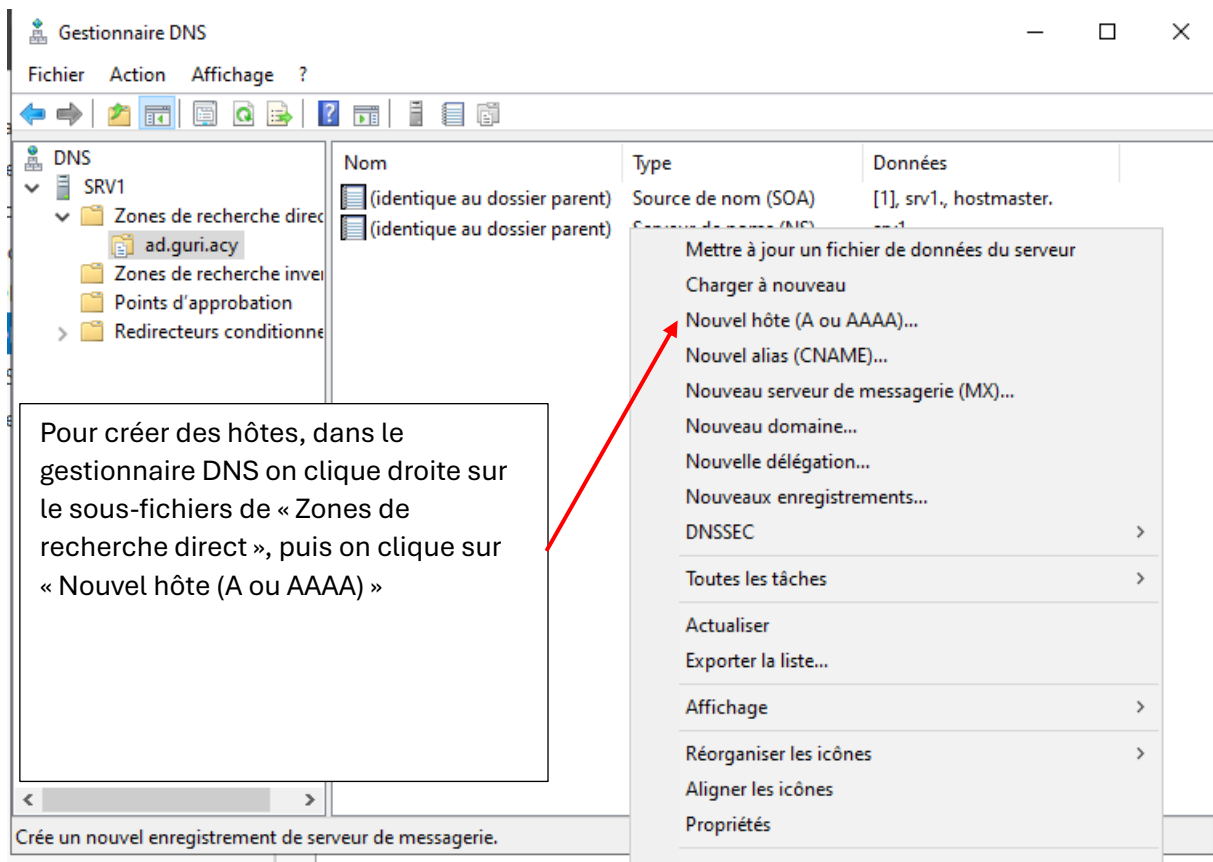 Gestionnaire DNS
Fichier Action Affichage ?
DNS
SRV1
Zones de recherche direc
ad.guri.acy
Zones de recherche inver
Points d'approbation
Redirecteurs conditionne
Nom Type Données
(identique au dossier parent) Source de nom (SOA) [1], srv1., hostmaster.
(identique au dossier parent) Serveur de noms (NS) srv1.
Mettre à jour un fichier de données du serveur
Charger à nouveau
Nouvel hôte (A ou AAAA)...
Nouvel alias (CNAME)...
Nouveau serveur de messagerie (MX)...
Nouveau domaine...
Nouvelle délégation...
Nouveaux enregistrements...
DNSSEC
Toutes les tâches
Actualiser
Exporter la liste...
Affichage
Réorganiser les icônes
Aligner les icônes
Propriétés
Pour créer des hôtes, dans le
gestionnaire DNS on clique droite sur
le sous-fichiers de « Zones de
recherche direct », puis on clique sur
« Nouvel hôte (A ou AAAA) »
Crée un nouvel enregistrement de serveur de messagerie.